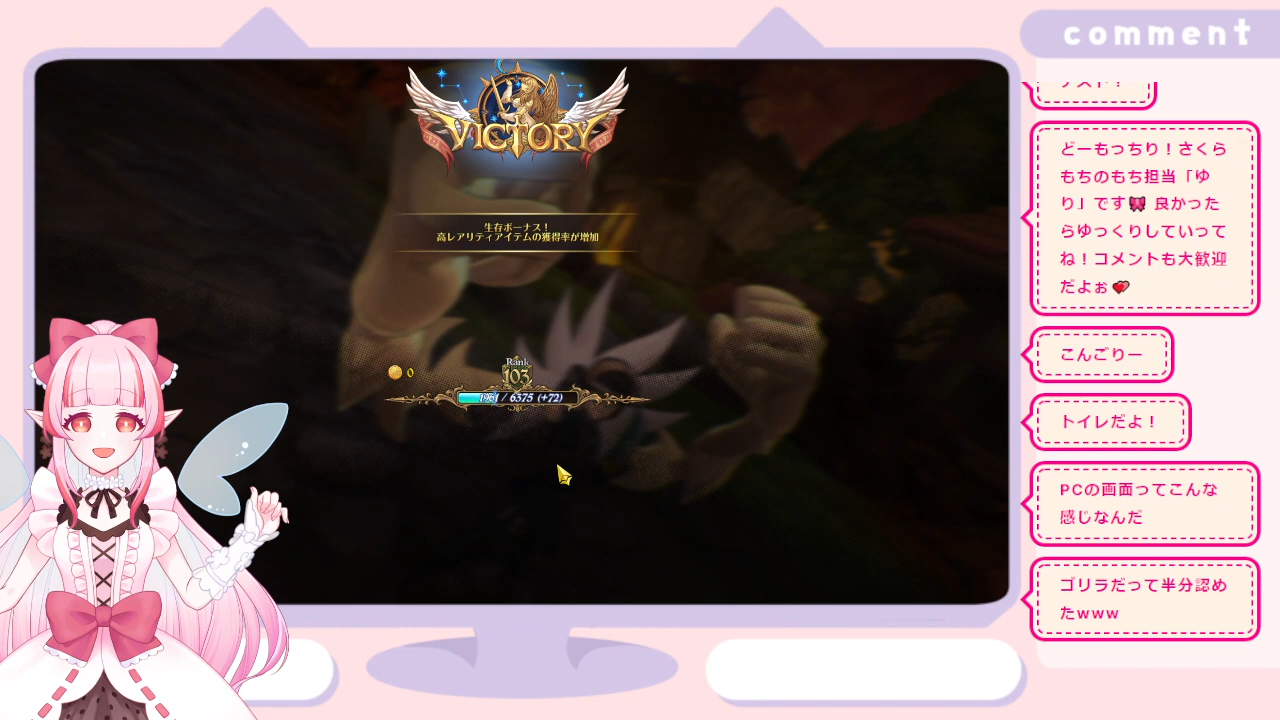 comment
VICTORY
生存ボーナス！
高レアリティアイテムの獲得率が増加
0
Rank
103
1961 / 6375 (+72)
どーもっちり！さくら
もちのもち担当「ゆ
り」です🎀 良かった
らゆっくりしていって
ね！コメントも大歓迎
だよぉ💝
こんごりー
トイレだよ！
PCの画面ってこんな
感じなんだ
ゴリラだって半分認め
たwww